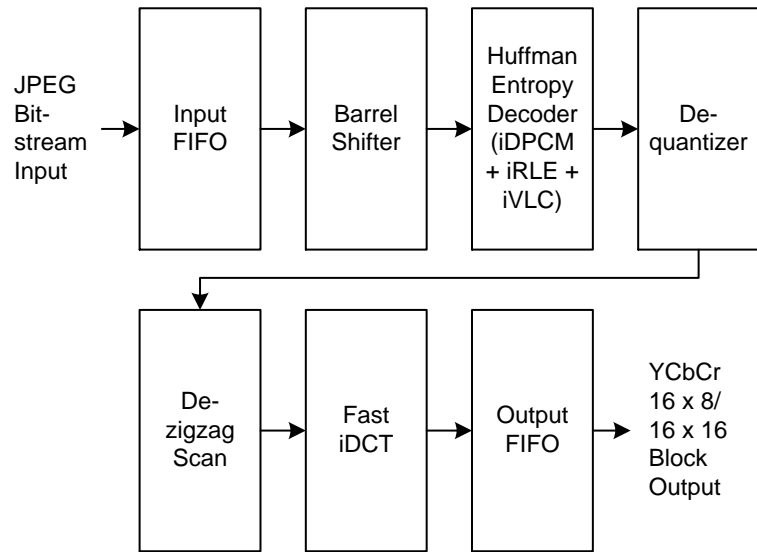 JPEG
Bit-
stream
Input
Input
FIFO
Barrel
Shifter
Huffman
Entropy
Decoder
(iDPCM
+ iRLE +
iVLC)
De-
quantizer
De-
zigzag
Scan
Fast
iDCT
Output
FIFO
YCbCr
16 x 8/
16 x 16
Block
Output